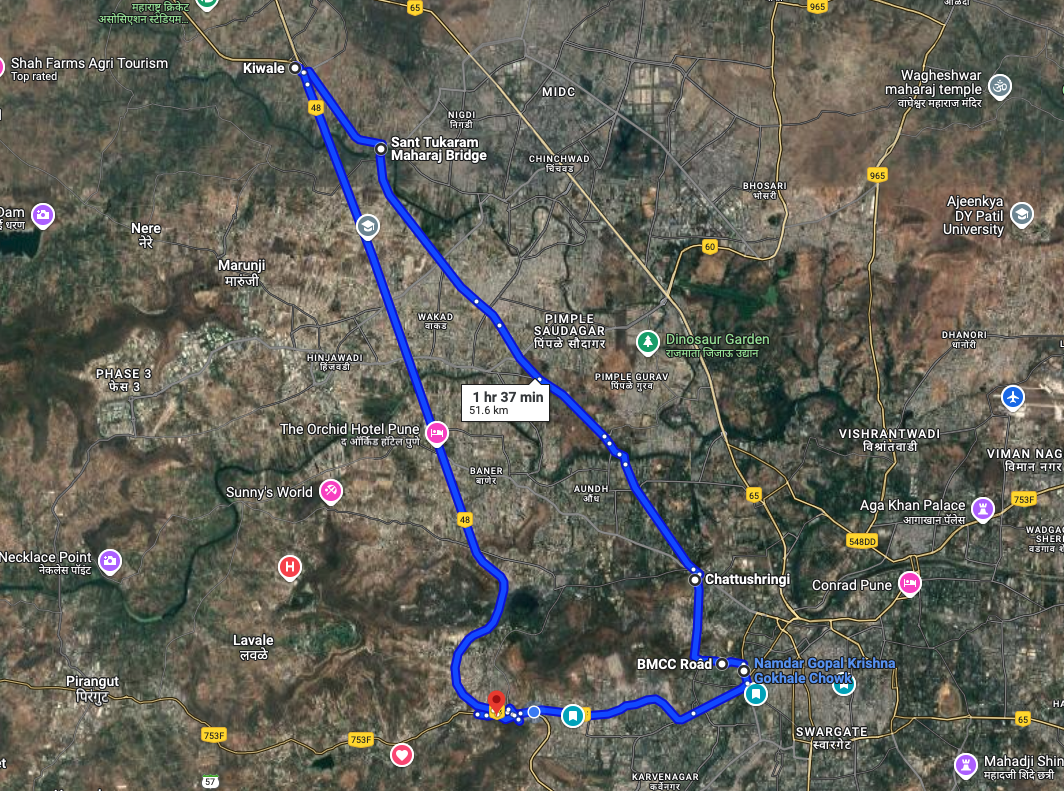 महाराष्ट्र क्रिकेट
असोसिएशन स्टेडियम...
65
965
Shah Farms Agri Tourism
Top rated
Kiwale
48
MIDC
Wagheshwar
maharaj temple
वाघेश्वर महाराज मंदिर
NIGDI
निगडी
Sant Tukaram
Maharaj Bridge
CHINCHWAD
चिंचवड
BHOSARI
भोसरी
965
Ajeenkya
DY Patil
University
Dam
धरण
Nere
नेरे
60
Marunji
मारुंजी
WAKAD
वाकड
PIMPLE
SAUDAGAR
पिंपळे सौदागर
Dinosaur Garden
राजमाता जिजाऊ उद्यान
DHANORI
धानोरी
HINJAWADI
हिंजवडी
PHASE 3
फेस 3
PIMPLE GURAV
पिंपळे गुरव
1 hr 37 min
51.6 km
The Orchid Hotel Pune
द ऑर्किड हॉटेल पुणे
VISHRANTWADI
विश्रांतवाडी
VIMAN NAG
विमान नगर
BANER
बाणेर
AUNDH
औंध
Sunny's World
65
753F
Aga Khan Palace
आगाखान पॅलेस
48
WADGAO
SHERI
वडगाव शे
548DD
Necklace Point
नेकलेस पॉइंट
H
Chattushringi
Conrad Pune
Lavale
लवळे
BMCC Road
Namdar Gopal Krishna
Gokhale Chowk
Pirangut
पिरंगुट
753F
753F
65
SWARGATE
स्वारगेट
57
KARVENAGAR
कर्वेनगर
Mahadji Shin
महादजी शिंदे छत्री